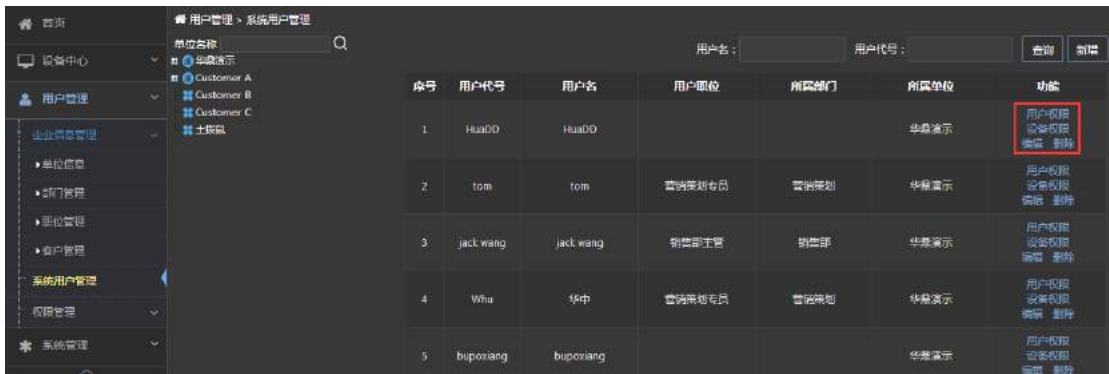 首页
设备中心
用户管理
企业信息管理
单位信息
部门管理
职位管理
客户管理
系统用户管理
权限管理
系统管理
用户管理 > 系统用户管理
单位名称
华鼎演示
Customer A
Customer B
Customer C
土拨鼠
用户名： 用户代号： 查询 新增
序号 用户代号 用户名 用户职位 所属部门 所属单位 功能
1 HuaDD HuaDD 华鼎演示 用户权限
设备权限
编辑 删除
2 tom tom 营销策划专员 营销策划 华鼎演示 用户权限
设备权限
编辑 删除
3 jack wang jack wang 销售部主管 销售部 华鼎演示 用户权限
设备权限
编辑 删除
4 Whu 华中 营销策划专员 营销策划 华鼎演示 用户权限
设备权限
编辑 删除
5 bupoxiang bupoxiang 华鼎演示 用户权限
设备权限
编辑 删除